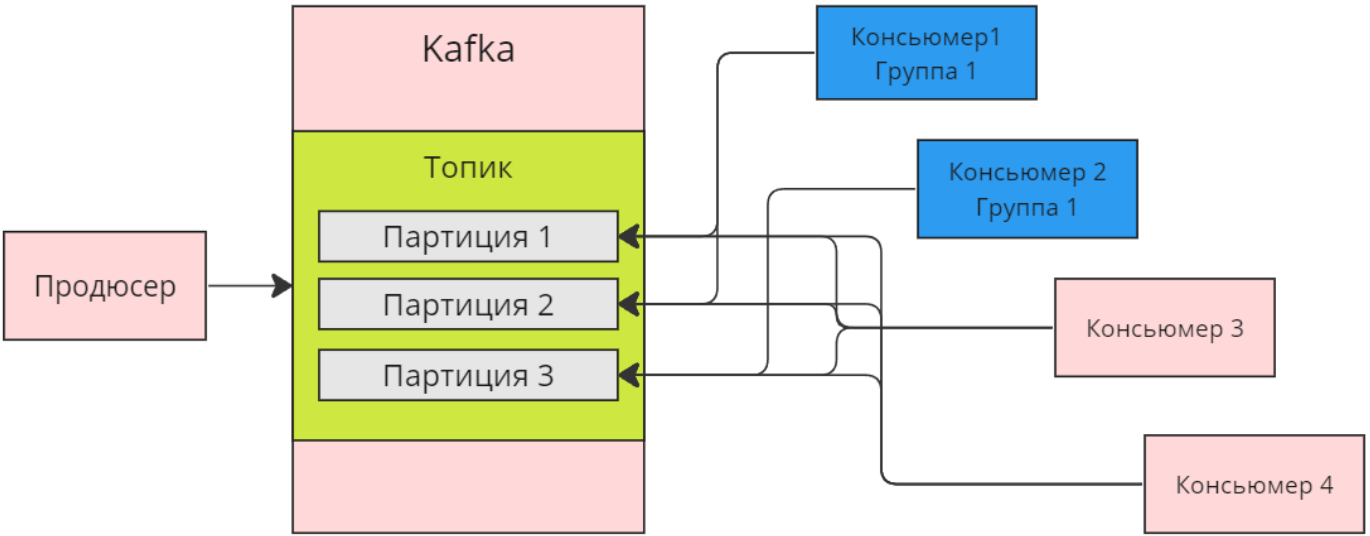 Kafka
Топик
Партиция 1
Партиция 2
Партиция 3
Продюсер
Консьюмер1
Группа 1
Консьюмер 2
Группа 1
Консьюмер 3
Консьюмер 4